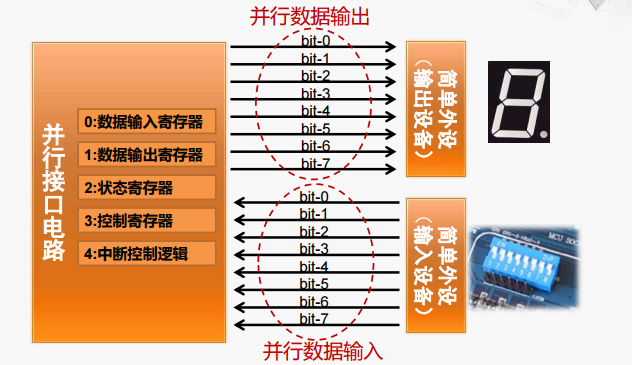 并行数据输出
bit-0
bit-1
bit-2
bit-3
bit-4
bit-5
bit-6
bit-7
简单外设
（输出设备）
并行接口电路
0:数据输入寄存器
1:数据输出寄存器
2:状态寄存器
3:控制寄存器
4:中断控制逻辑
bit-0
bit-1
bit-2
bit-3
bit-4
bit-5
bit-6
bit-7
简单外设
（输入设备）
并行数据输入